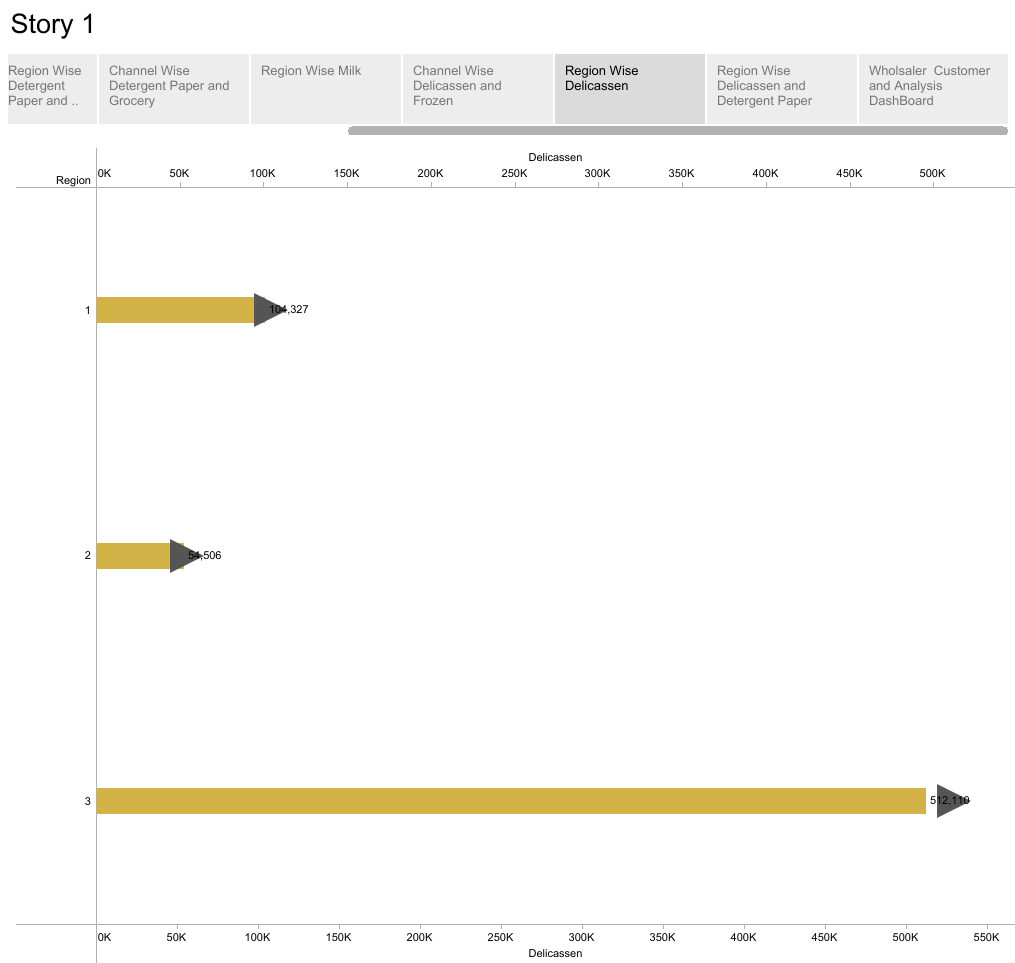 Story 1
Region Wise
Detergent
Paper and ..
Channel Wise
Detergent Paper and
Grocery
Region Wise Milk
Channel Wise
Delicassen and
Frozen
Region Wise
Delicassen
Region Wise
Delicassen and
Detergent Paper
Wholsaler  Customer
and Analysis
DashBoard
Delicassen
Region
0K 50K 100K 150K 200K 250K 300K 350K 400K 450K 500K
1
104,327
2
54,506
3
512,110
0K 50K 100K 150K 200K 250K 300K 350K 400K 450K 500K 550K
Delicassen